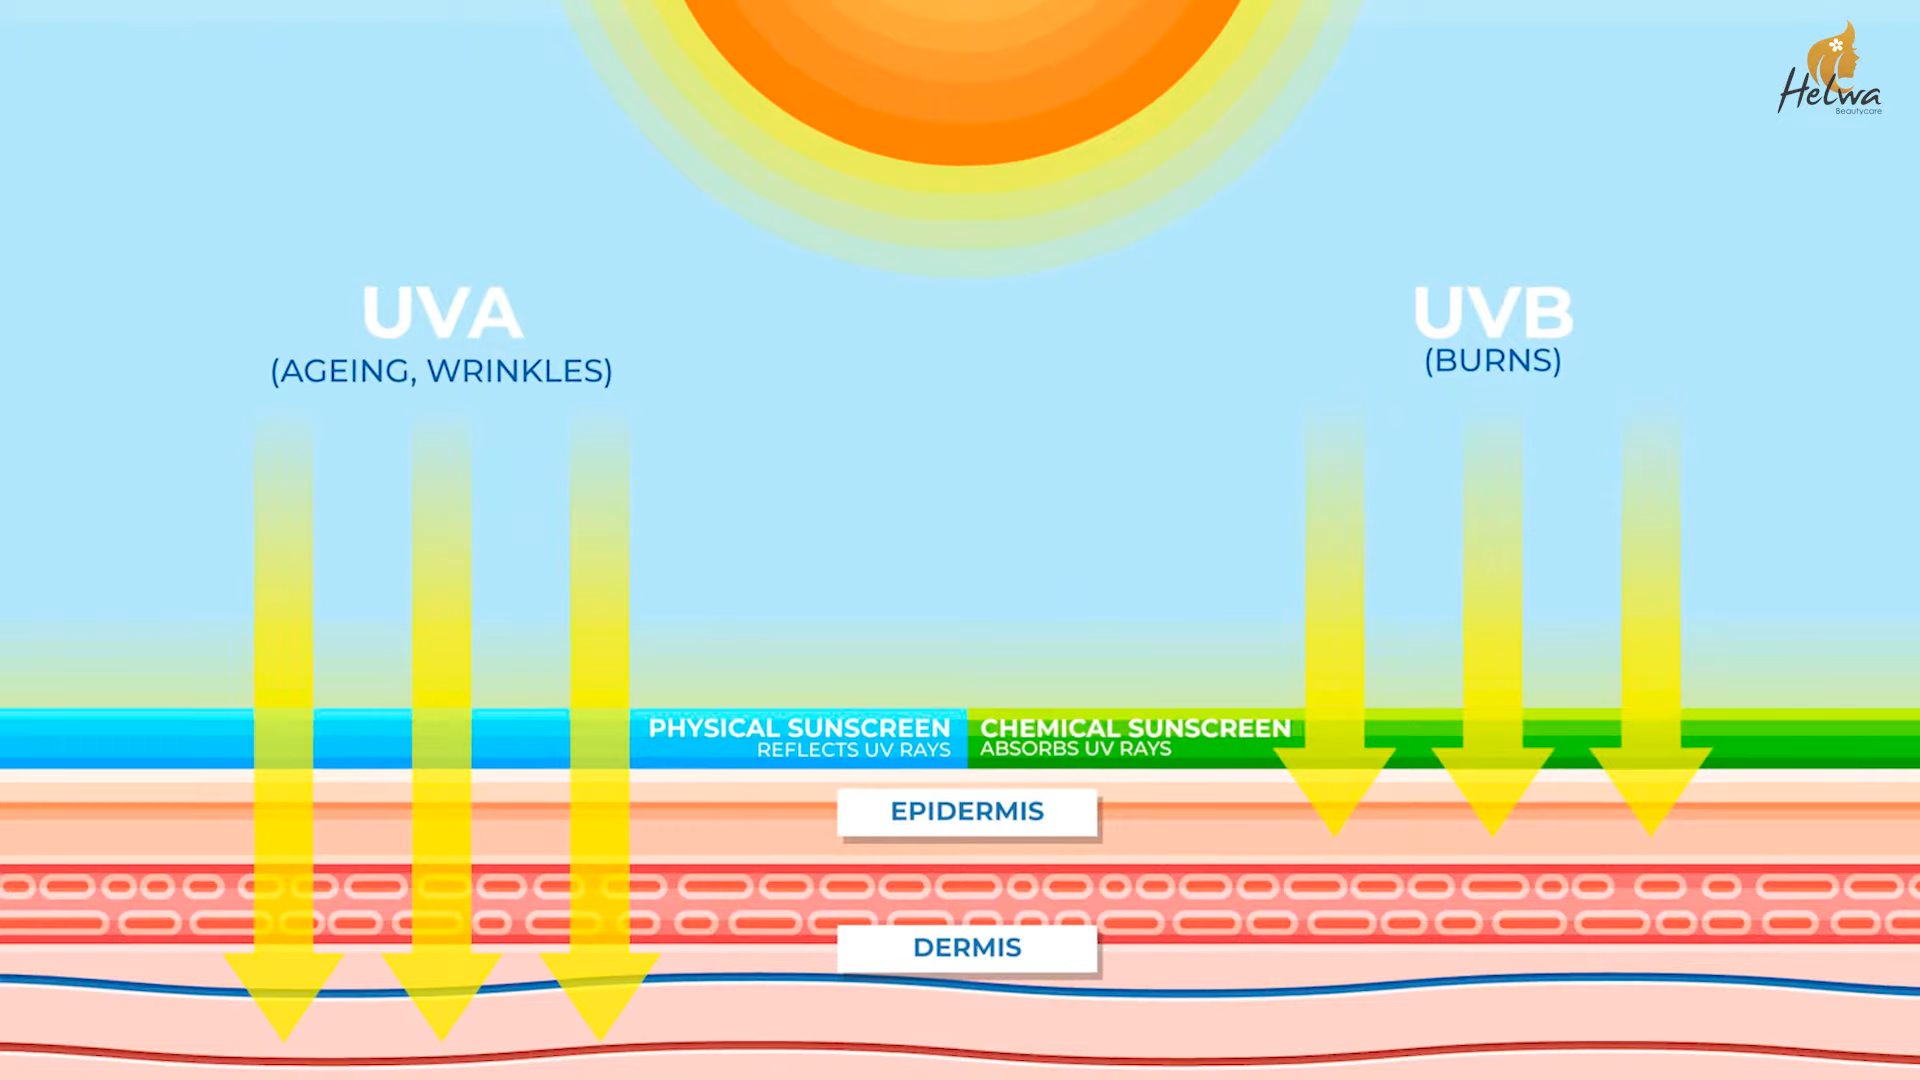 Helwa
Beautycare
UVA
(AGEING, WRINKLES)
UVB
(BURNS)
PHYSICAL SUNSCREEN
REFLECTS UV RAYS
CHEMICAL SUNSCREEN
ABSORBS UV RAYS
EPIDERMIS
DERMIS